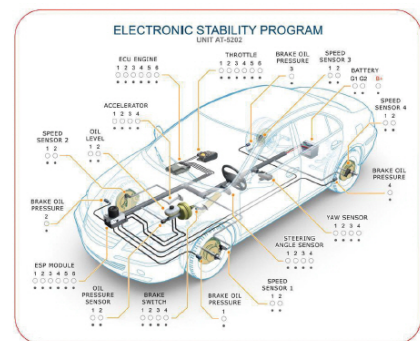 ELECTRONIC STABILITY PROGRAM
UNIT AT-5202
ECU ENGINE
1 2 3 4 5 6
THROTTLE
1 2 3 4 5 6
BRAKE OIL
PRESSURE
3
SPEED
SENSOR 3
1 2
BATTERY
G1 G2 B+
ACCELERATOR
1 2 3 4
SPEED
SENSOR 4
1 2
SPEED
SENSOR 2
1 2
OIL
LEVEL
1 2
BRAKE OIL
PRESSURE
2
BRAKE OIL
PRESSURE
4
YAW SENSOR
1 2 3 4
STEERING
ANGLE SENSOR
1 2 3 4
ESP MODULE
1 2 3 4 5 6
OIL
PRESSURE
SENSOR
1 2
BRAKE
SWITCH
1 2 3 4
BRAKE OIL
PRESSURE
1
SPEED
SENSOR 1
1 2